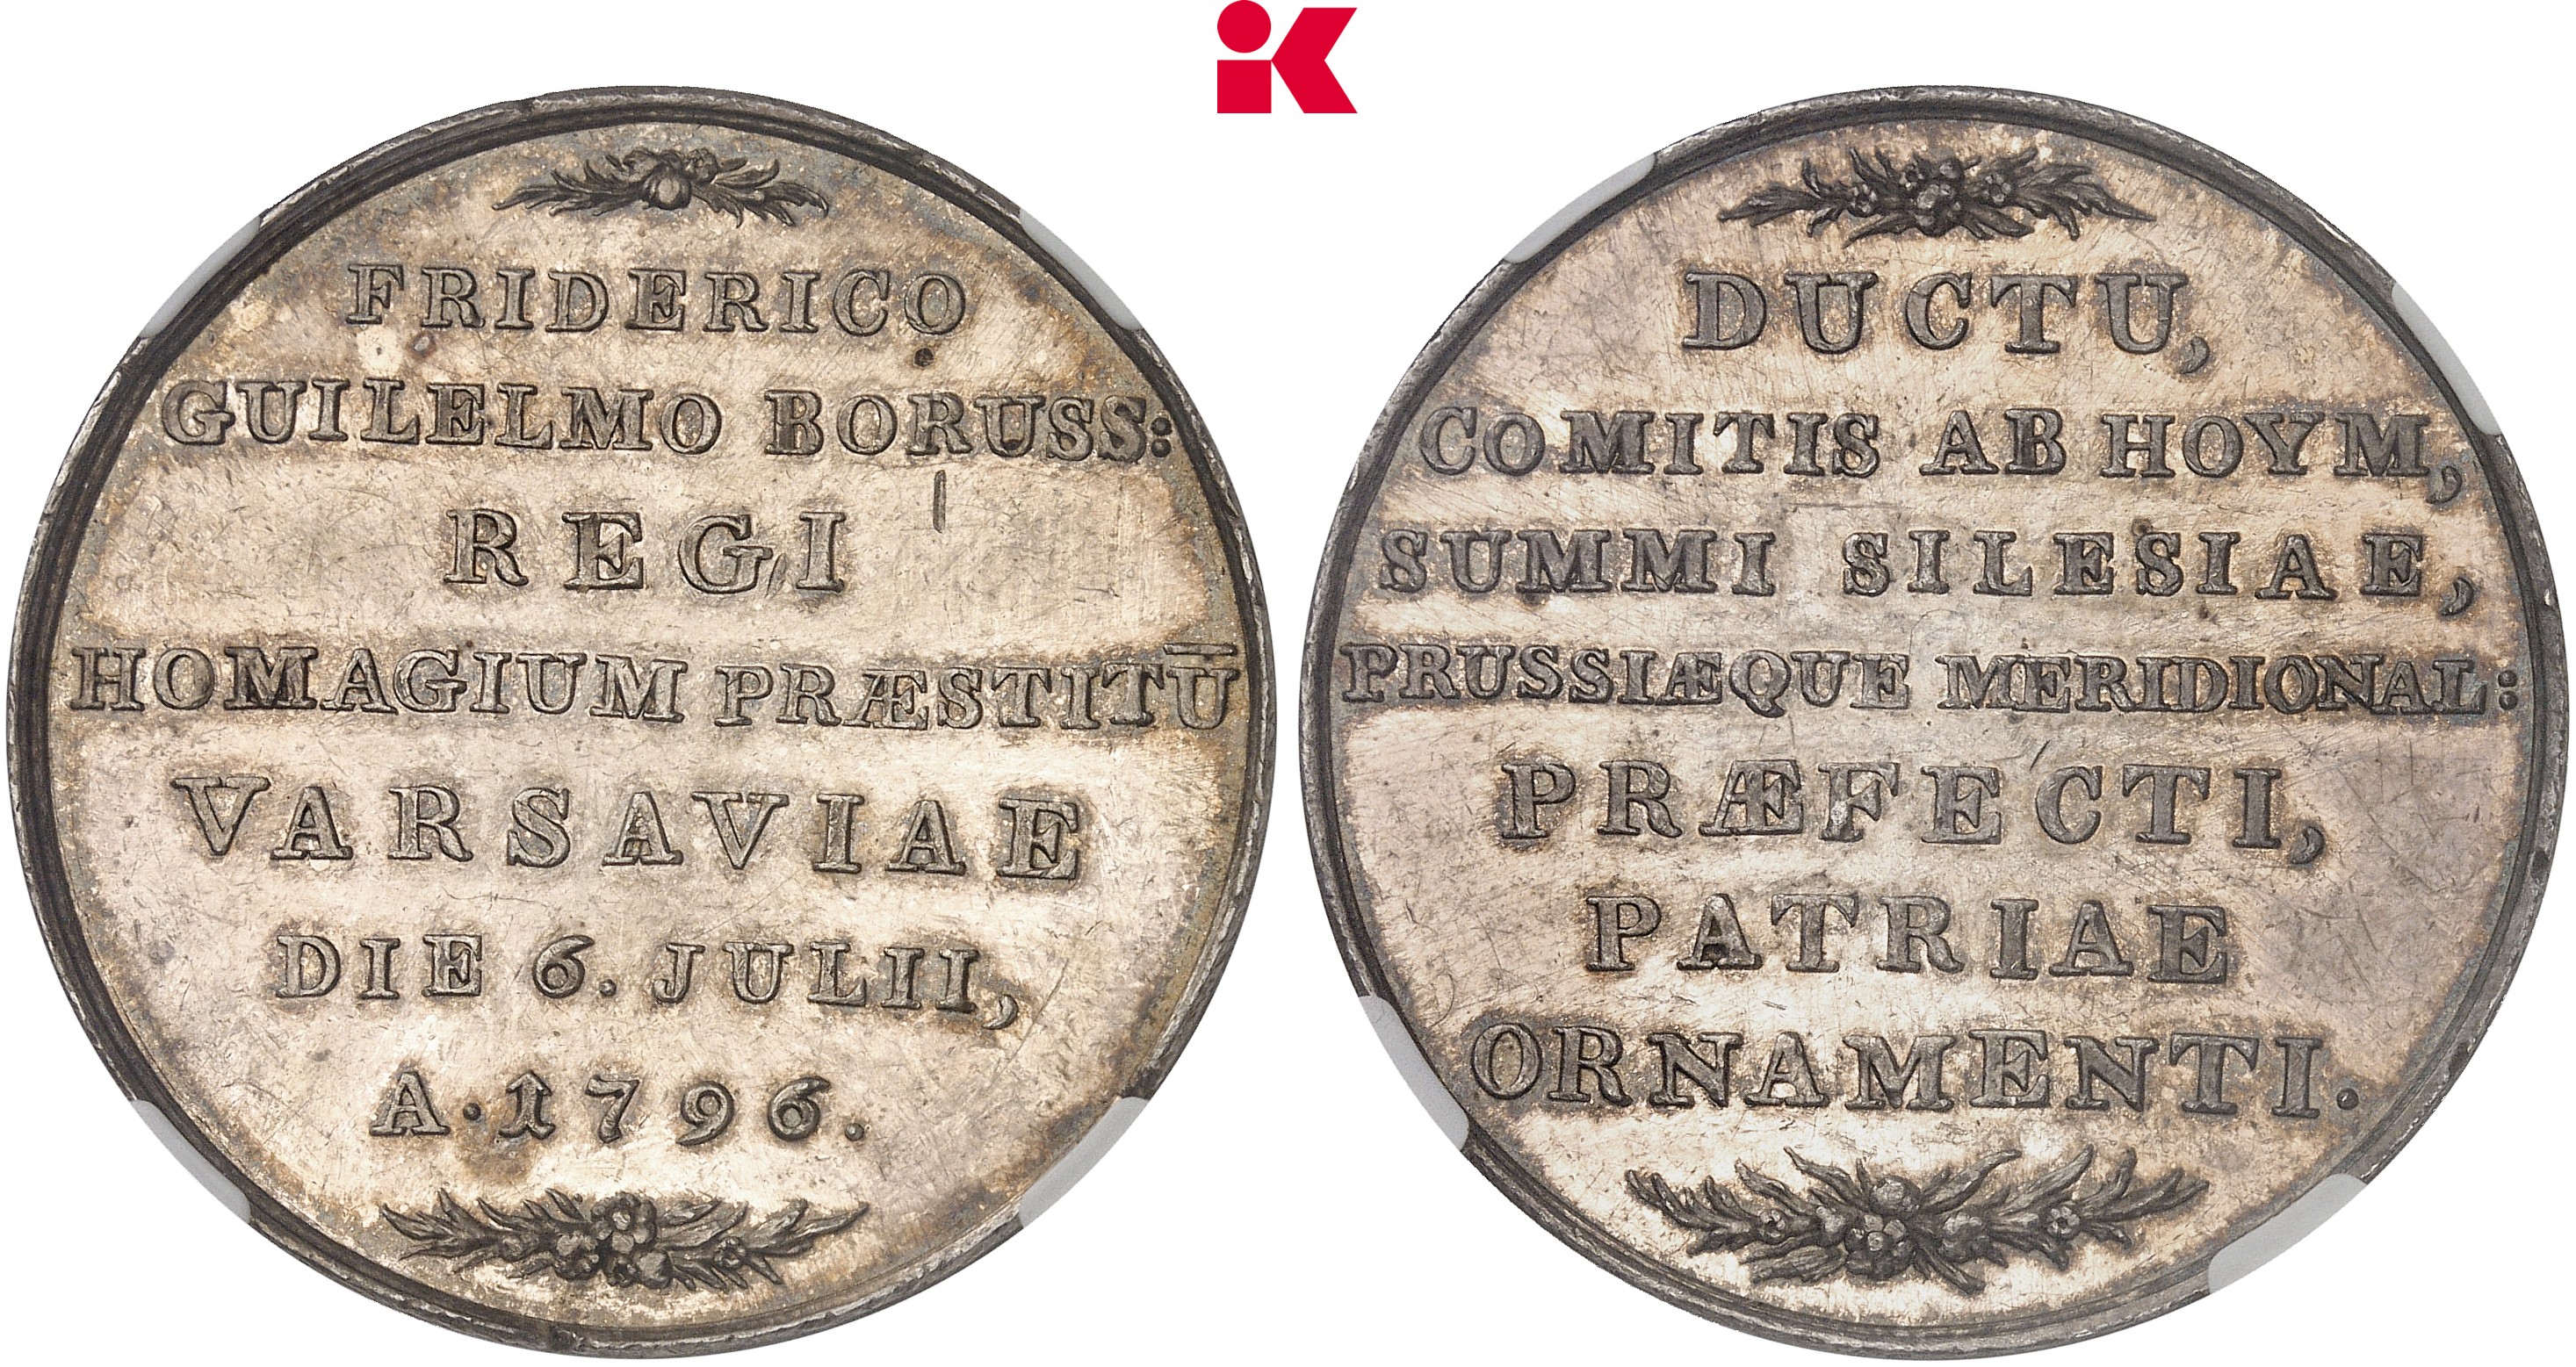 FRIDERICO
GUILELMO BORUSS:
REGI
HOMAGIUM PRÆSTITŪ
VARSAVIAE
DIE 6. JULII,
A. 1796.
DUCTU,
COMITIS AB HOYM,
SUMMI SILESIAE,
PRUSSIÆQUE MERIDIONAL:
PRÆFECTI,
PATRIAE
ORNAMENTI.